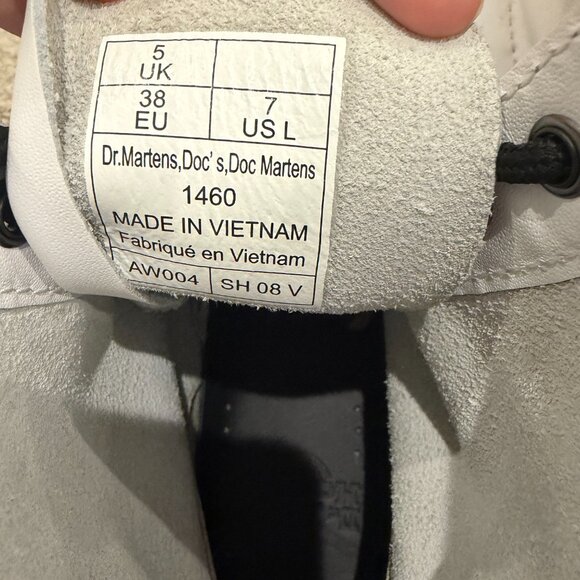 5
UK
38
EU
7
US L
Dr.Martens,Doc's,Doc Martens
1460
MADE IN VIETNAM
Fabriqué en Vietnam
AW004
SH 08 V